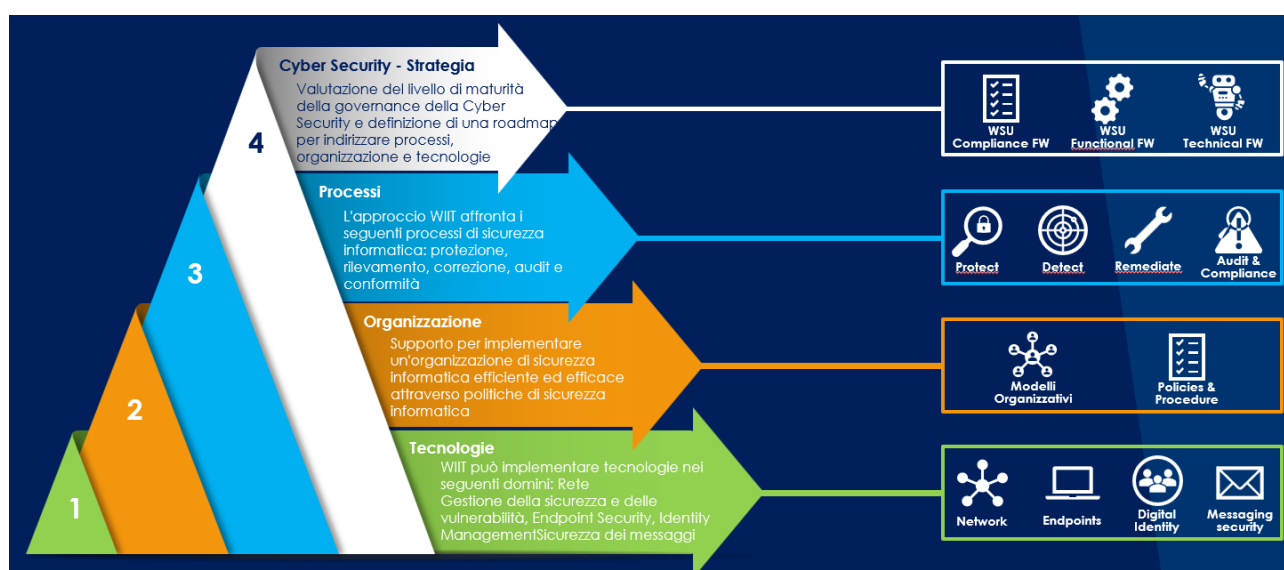 4
Cyber Security - Strategia
Valutazione del livello di maturità
della governance della Cyber
Security e definizione di una roadmap
per indirizzare processi,
organizzazione e tecnologie
WSU
Compliance FW
WSU
Functional FW
WSU
Technical FW
3
Processi
L'approccio WIIT affronta i
seguenti processi di sicurezza
informatica: protezione,
rilevamento, correzione, audit e
conformità
Protect
Detect
Remediate
Audit &
Compliance
2
Organizzazione
Supporto per implementare
un'organizzazione di sicurezza
informatica efficiente ed efficace
attraverso politiche di sicurezza
informatica
Modelli
Organizzativi
Policies &
Procedure
1
Tecnologie
WIIT può implementare tecnologie nei
seguenti domini: Rete
Gestione della sicurezza e delle
vulnerabilità, Endpoint Security, Identity
ManagementSicurezza dei messaggi
Network
Endpoints
Digital
Identity
Messaging
security